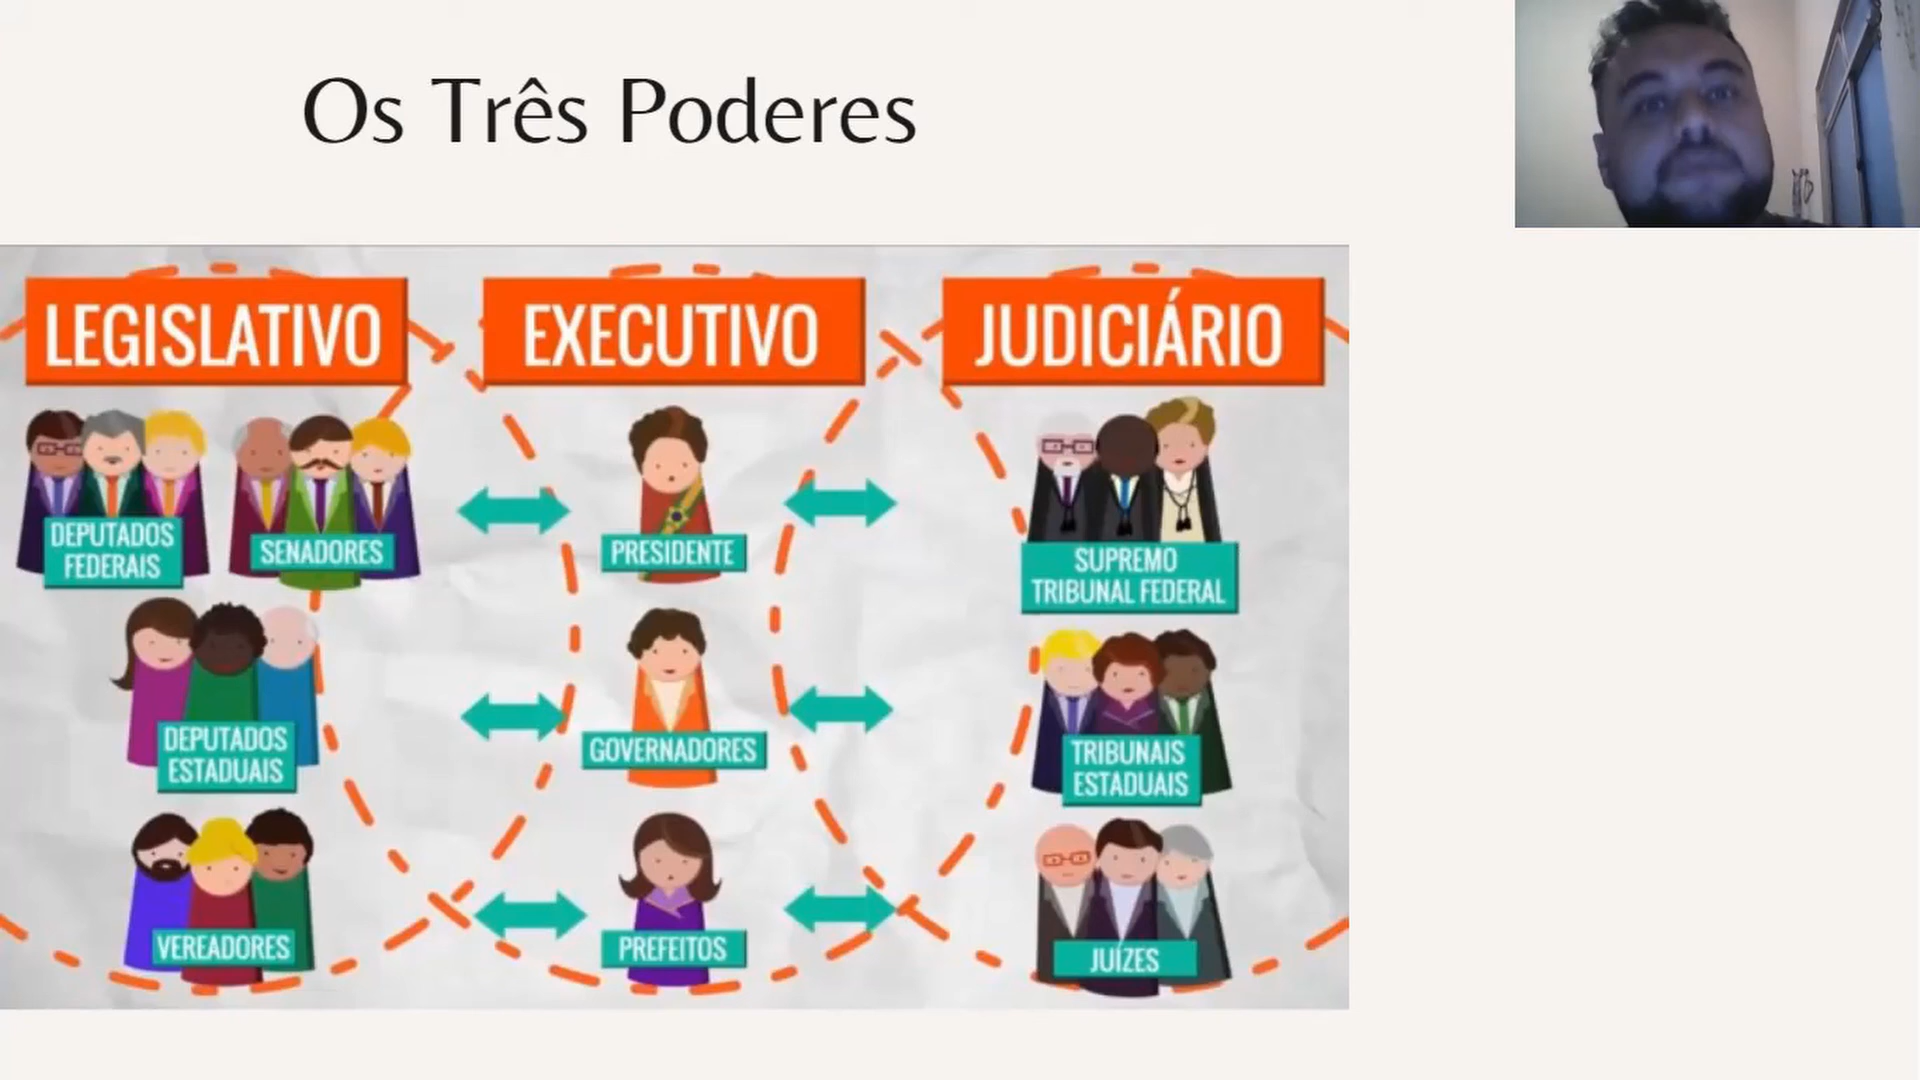 Os Três Poderes
LEGISLATIVO
EXECUTIVO
JUDICIÁRIO
DEPUTADOS
FEDERAIS
SENADORES
PRESIDENTE
SUPREMO
TRIBUNAL FEDERAL
DEPUTADOS
ESTADUAIS
GOVERNADORES
TRIBUNAIS
ESTADUAIS
VEREADORES
PREFEITOS
JUÍZES